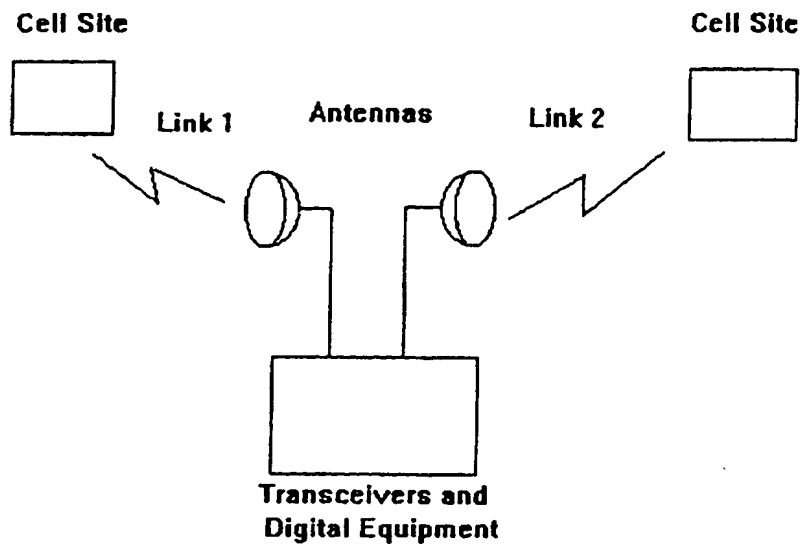 Cell Site
Cell Site
Link 1
Antennas
Link 2
Transceivers and
Digital Equipment